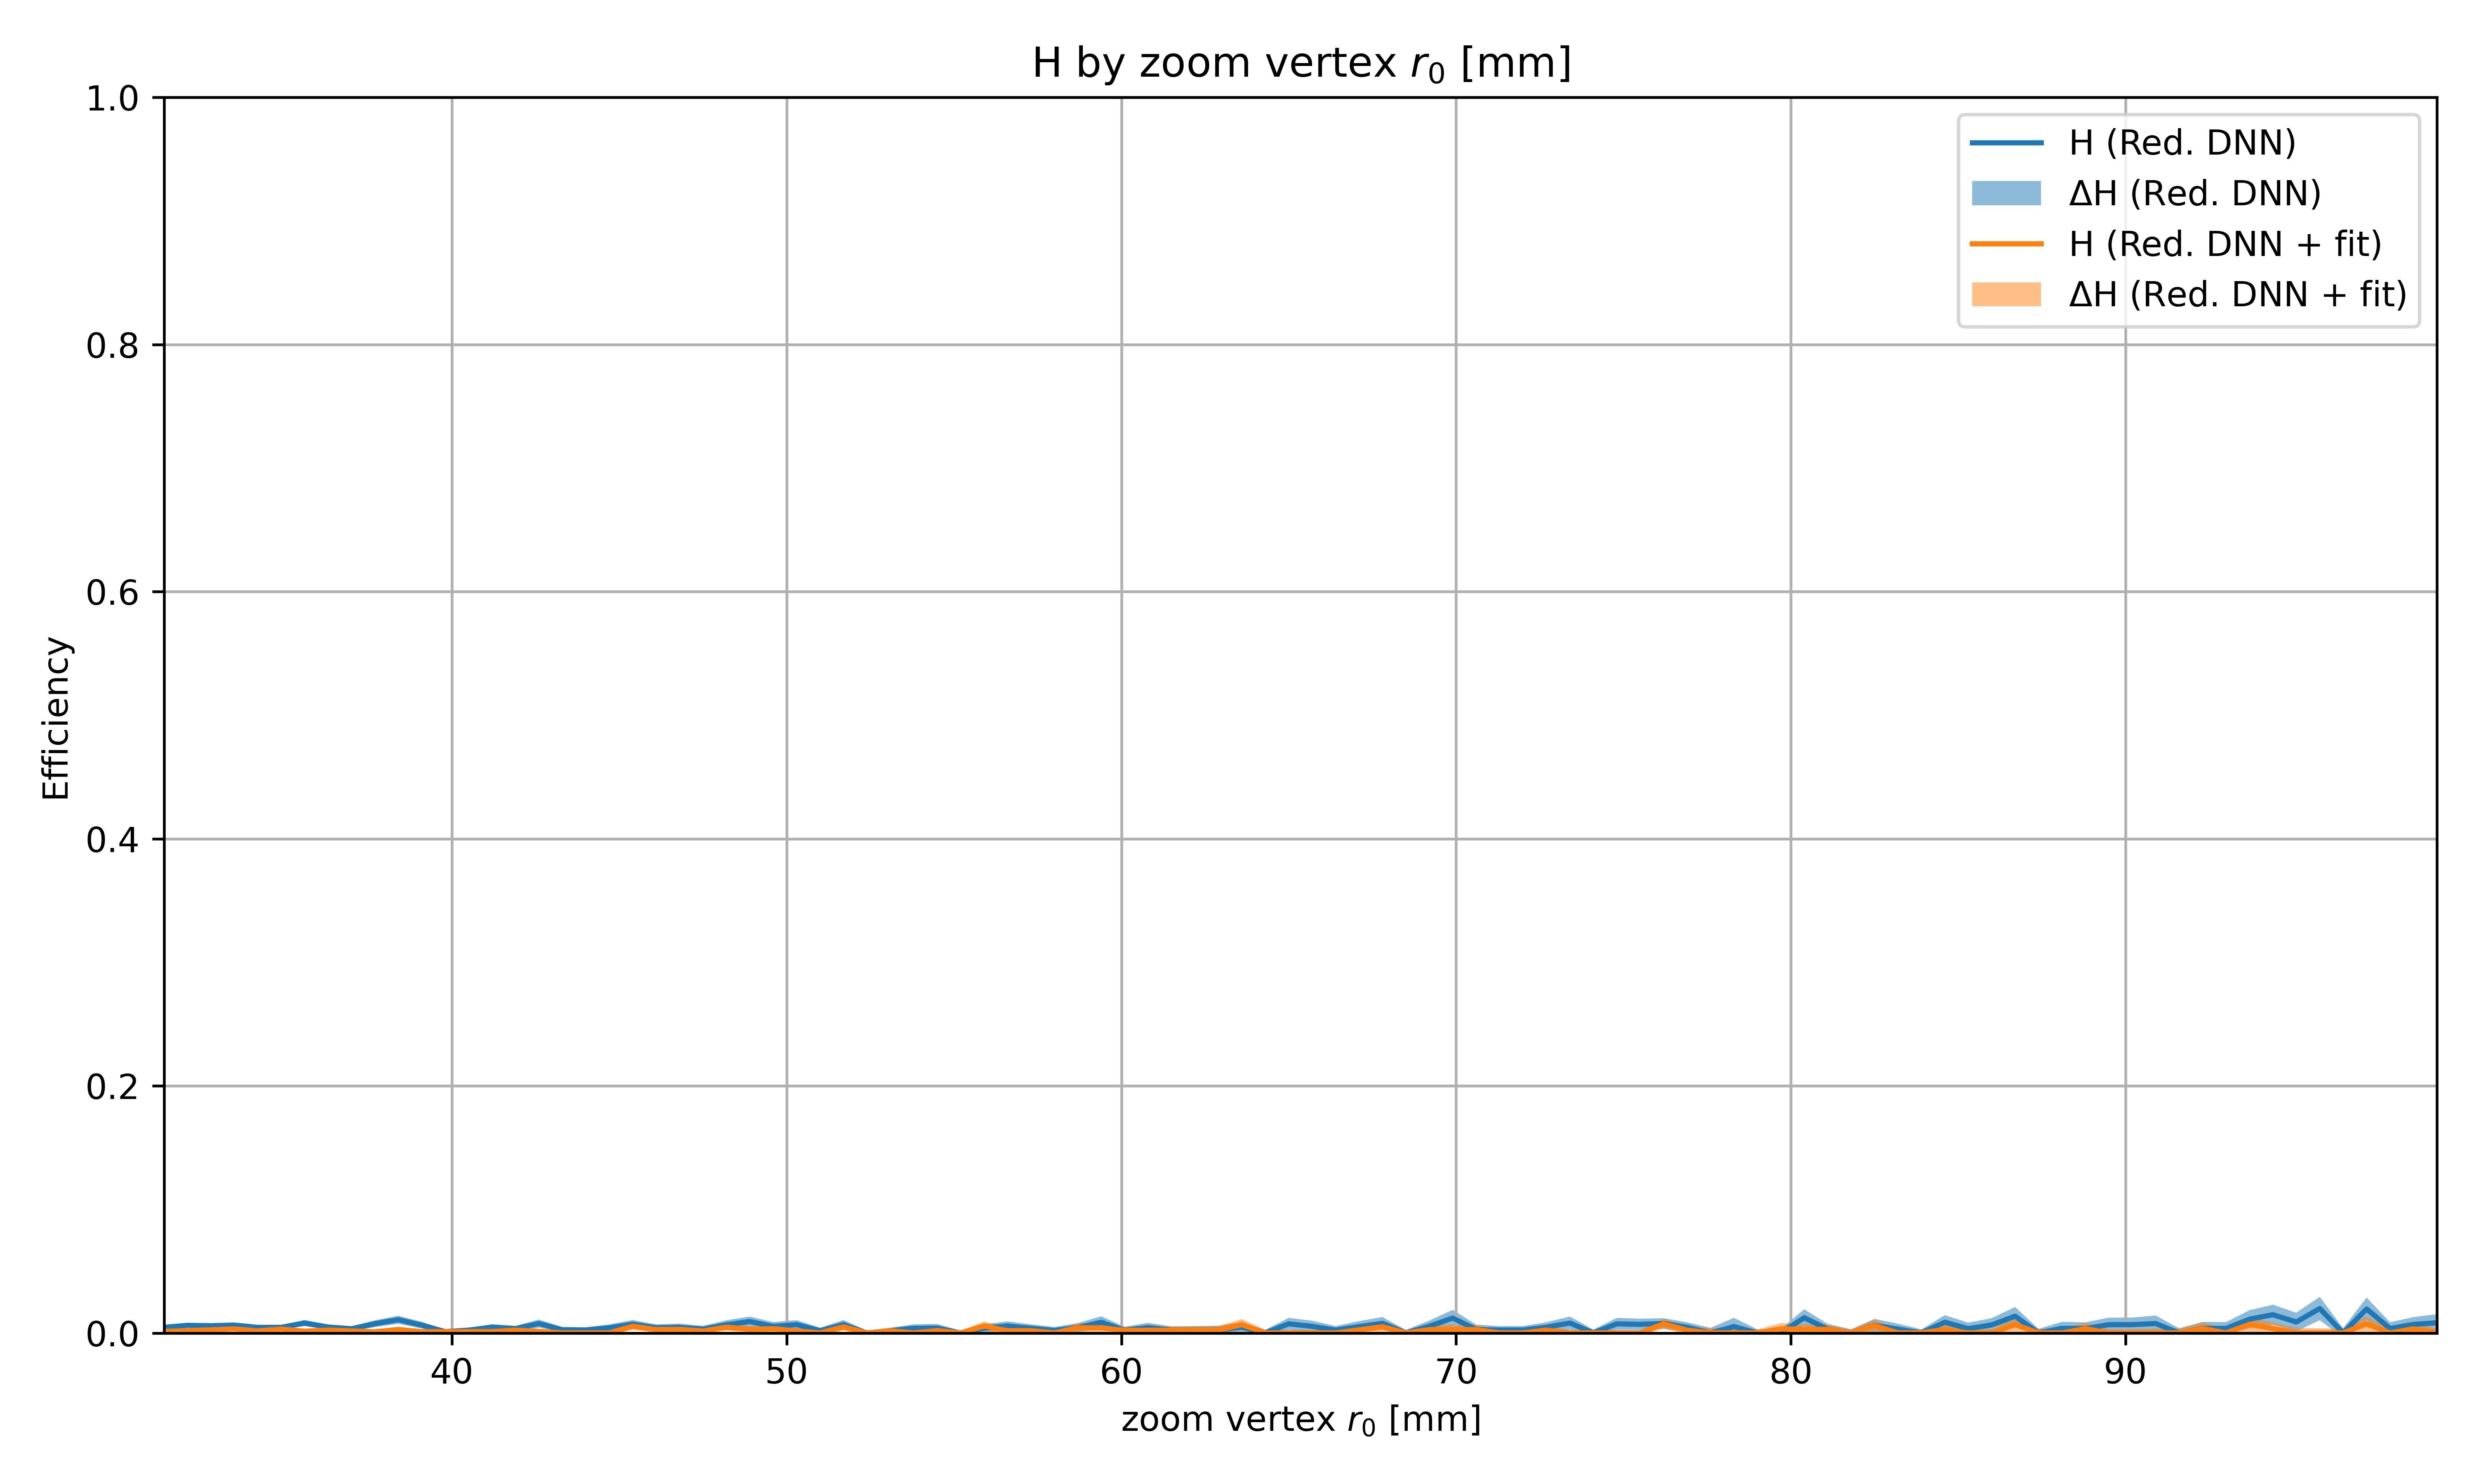 H by zoom vertex r₀ [mm]
1.0
0.8
0.6
0.4
0.2
0.0
Efficiency
H (Red. DNN)
ΔH (Red. DNN)
H (Red. DNN + fit)
ΔH (Red. DNN + fit)
40 50 60 70 80 90
zoom vertex r₀ [mm]